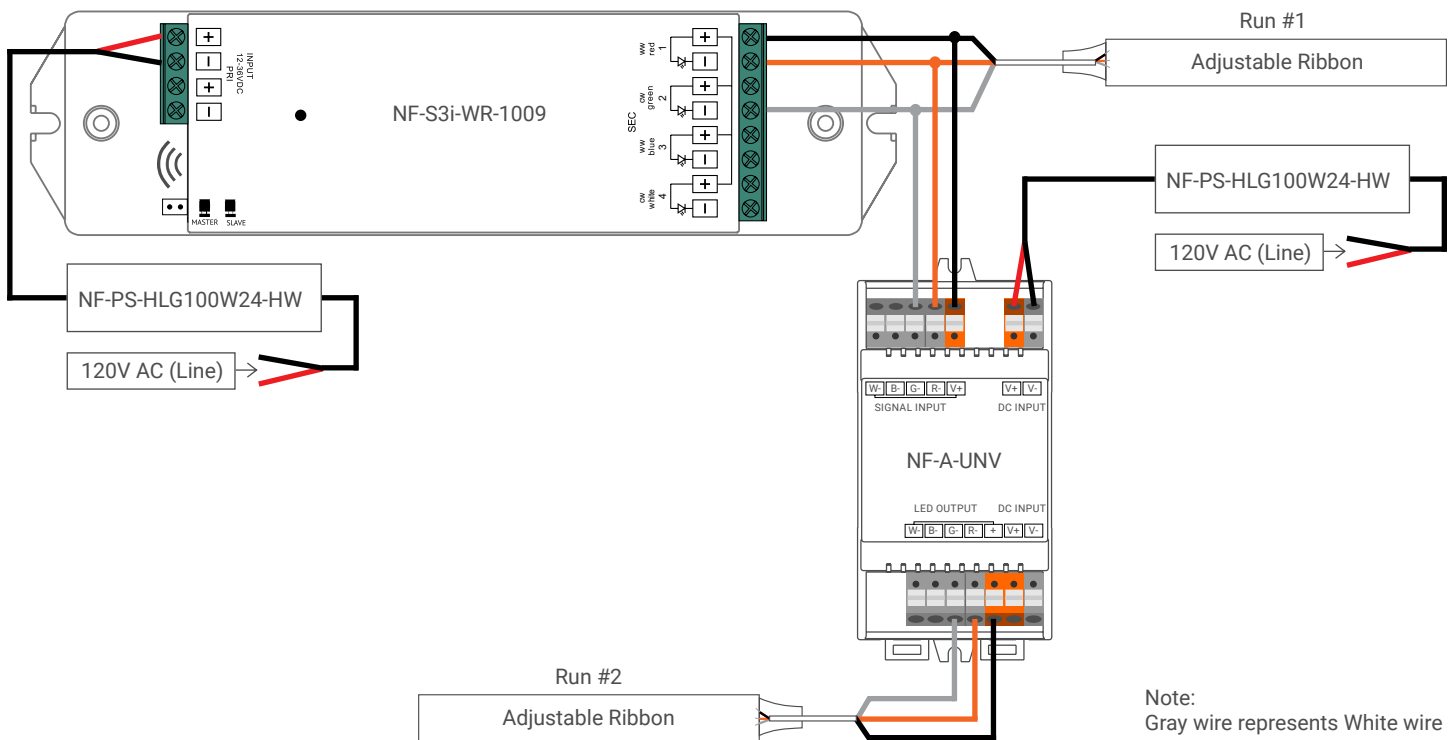 Run #1
Adjustable Ribbon
+
−
+
−
INPUT
12-36VDC
PRI
NF-S3i-WR-1009
SEC
ww
red
1
+
−
cw
green
2
+
−
ww
blue
3
+
−
cw
white
4
+
−
MASTER
SLAVE
NF-PS-HLG100W24-HW
120V AC (Line)
NF-PS-HLG100W24-HW
120V AC (Line)
W- B- G- R- V+
V+ V-
SIGNAL INPUT
DC INPUT
NF-A-UNV
LED OUTPUT
DC INPUT
W- B- G- R- + V+ V-
Run #2
Adjustable Ribbon
Note:
Gray wire represents White wire